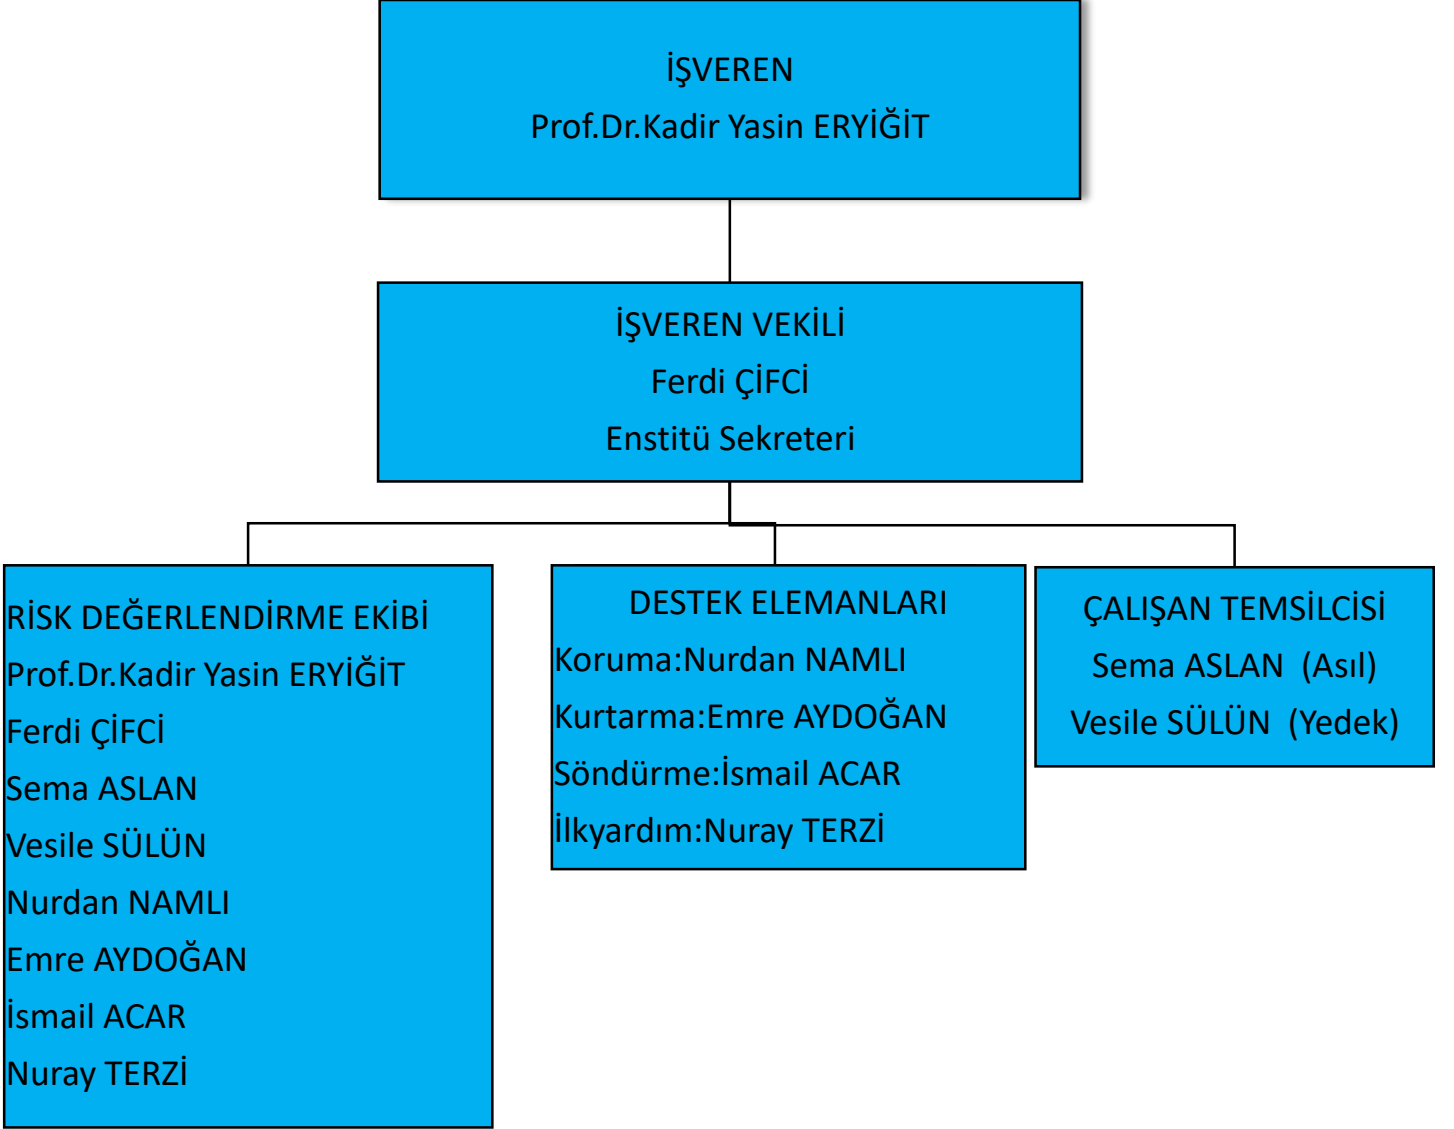 İŞVEREN
Prof.Dr.Kadir Yasin ERYİĞİT
İŞVEREN VEKİLİ
Ferdi ÇİFCİ
Enstitü Sekreteri
RİSK DEĞERLENDİRME EKİBİ
Prof.Dr.Kadir Yasin ERYİĞİT
Ferdi ÇİFCİ
Sema ASLAN
Vesile SÜLÜN
Nurdan NAMLI
Emre AYDOĞAN
İsmail ACAR
Nuray TERZİ
DESTEK ELEMANLARI
Koruma:Nurdan NAMLI
Kurtarma:Emre AYDOĞAN
Söndürme:İsmail ACAR
İlkyardım:Nuray TERZİ
ÇALIŞAN TEMSİLCİSİ
Sema ASLAN  (Asıl)
Vesile SÜLÜN  (Yedek)